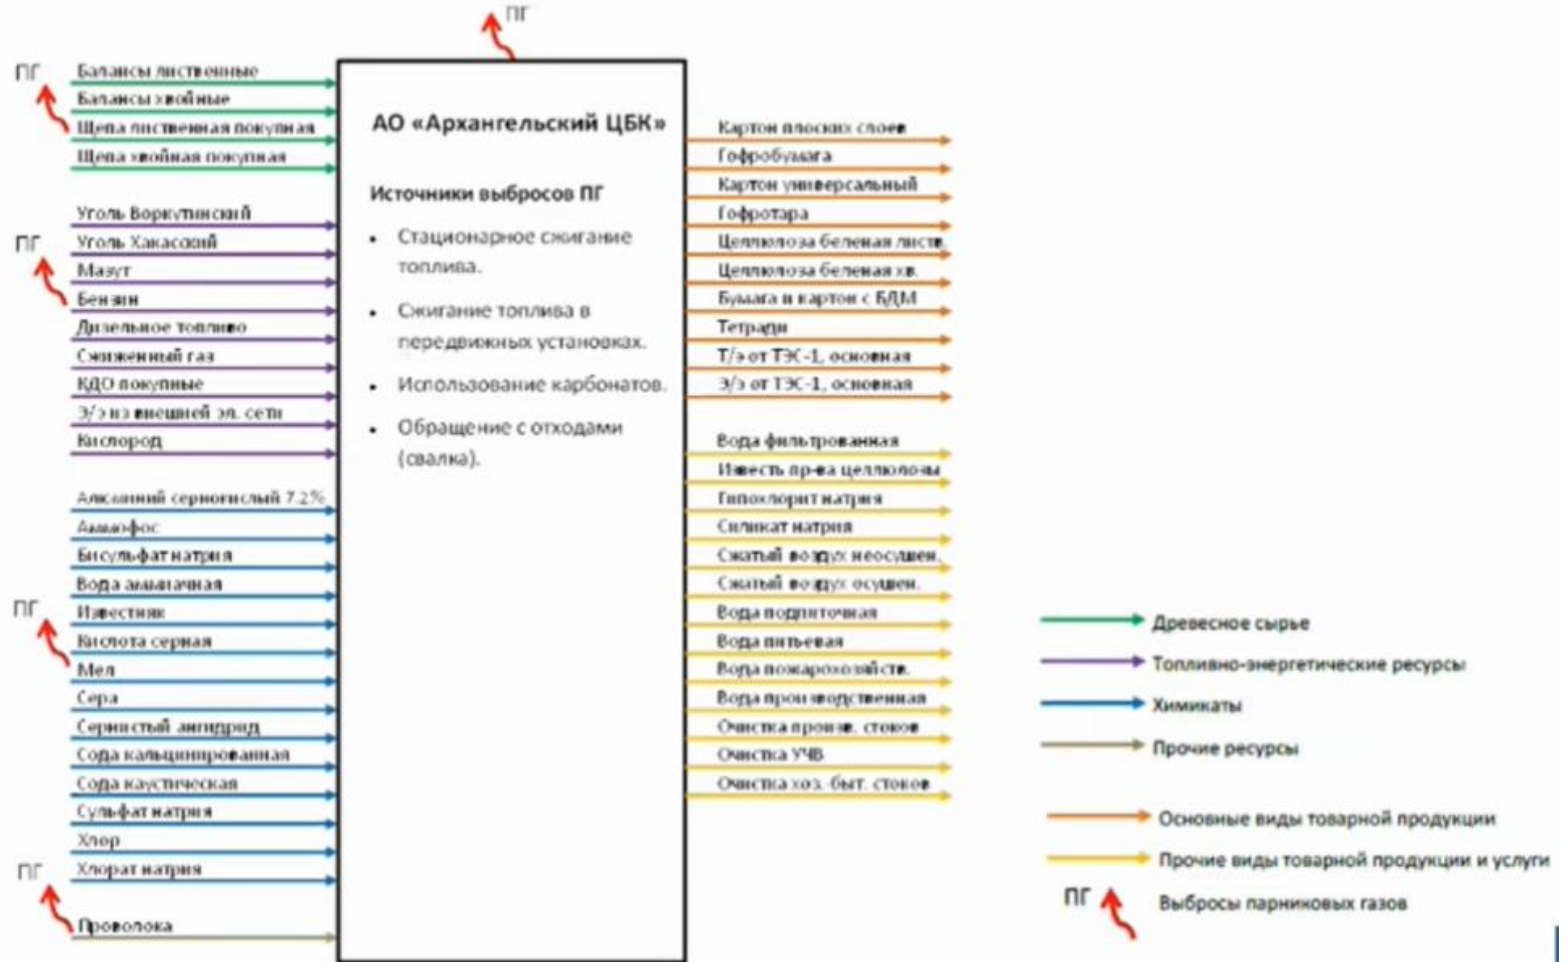 ПГ
ПГ
Балансы лиственные
Балансы хвойные
Щепа лиственная покупная
Щепа хвойная покупная
ПГ
Уголь Воркутинский
Уголь Хакасский
Мазут
Бензин
Дизельное топливо
Сжиженный газ
КДО покупные
Э/э из внешней эл. сети
Кислород
ПГ
Алюминий сернокислый 7.2%
Аммофос
Бисульфат натрия
Вода аммиачная
Известняк
Кислота серная
Мел
Сера
Сернистый ангидрид
Сода кальцинированная
Сода каустическая
Сульфат натрия
Хлор
Хлорат натрия
ПГ
Проволока
АО «Архангельский ЦБК»
Источники выбросов ПГ
• Стационарное сжигание
топлива.
• Сжигание топлива в
передвижных установках.
• Использование карбонатов.
• Обращение с отходами
(свалка).
Картон плоских слоев
Гофробумага
Картон универсальный
Гофротара
Целлюлоза беленая листв.
Целлюлоза беленая хв.
Бумага и картон с БДМ
Тетради
Т/э от ТЭС-1, основная
Э/э от ТЭС-1, основная
Вода фильтрованная
Известь пр-ва целлюлозы
Гипохлорит натрия
Силикат натрия
Сжатый воздух неосушен.
Сжатый воздух осушен.
Вода подпиточная
Вода питьевая
Вода пожарохозяйств.
Вода производственная
Очистка произв. стоков
Очистка УЧВ
Очистка хоз.-быт. стоков
Древесное сырье
Топливно-энергетические ресурсы
Химикаты
Прочие ресурсы
Основные виды товарной продукции
Прочие виды товарной продукции и услуги
ПГ Выбросы парниковых газов